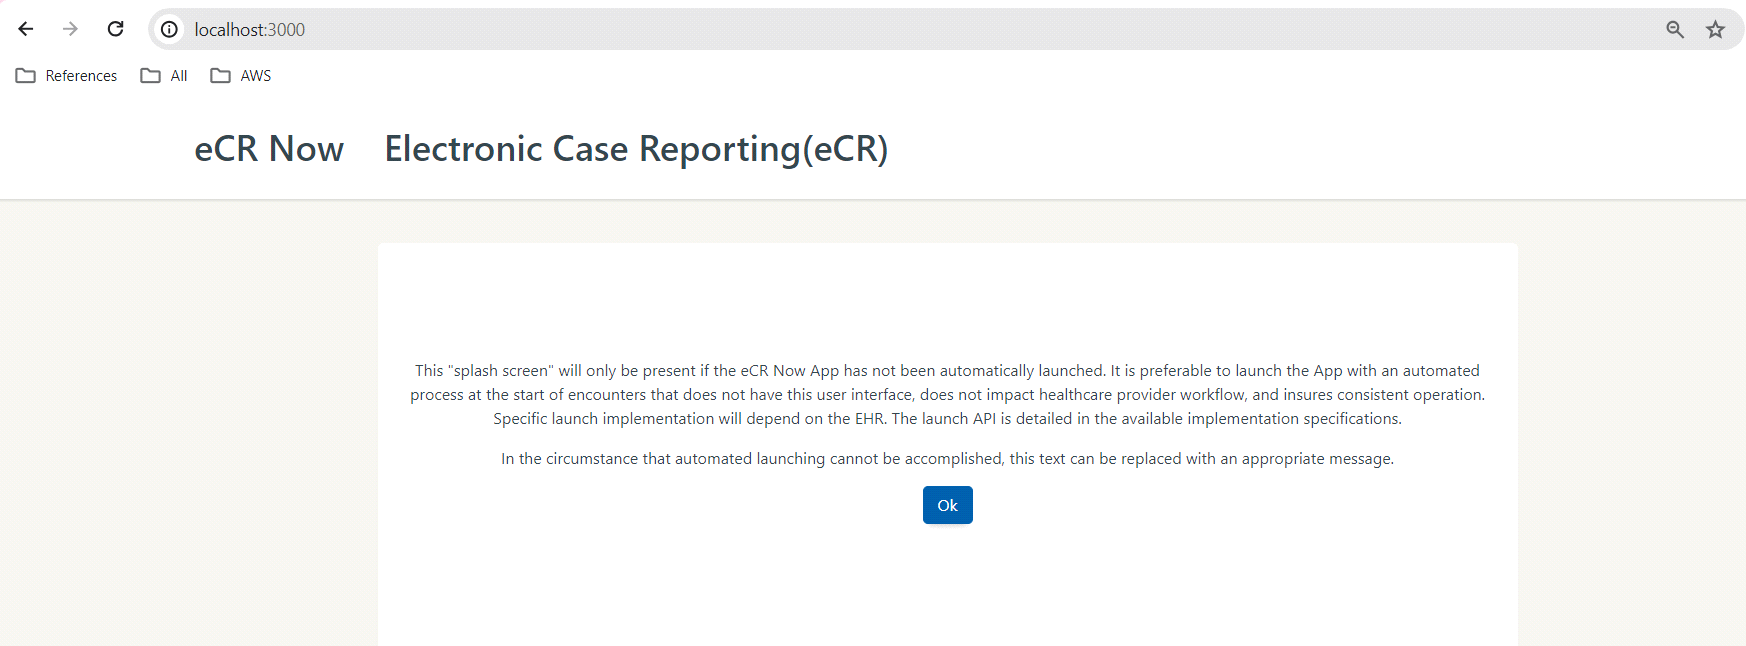 localhost:3000
References All AWS
eCR Now Electronic Case Reporting(eCR)
This "splash screen" will only be present if the eCR Now App has not been automatically launched. It is preferable to launch the App with an automated
process at the start of encounters that does not have this user interface, does not impact healthcare provider workflow, and insures consistent operation.
Specific launch implementation will depend on the EHR. The launch API is detailed in the available implementation specifications.
In the circumstance that automated launching cannot be accomplished, this text can be replaced with an appropriate message.
Ok